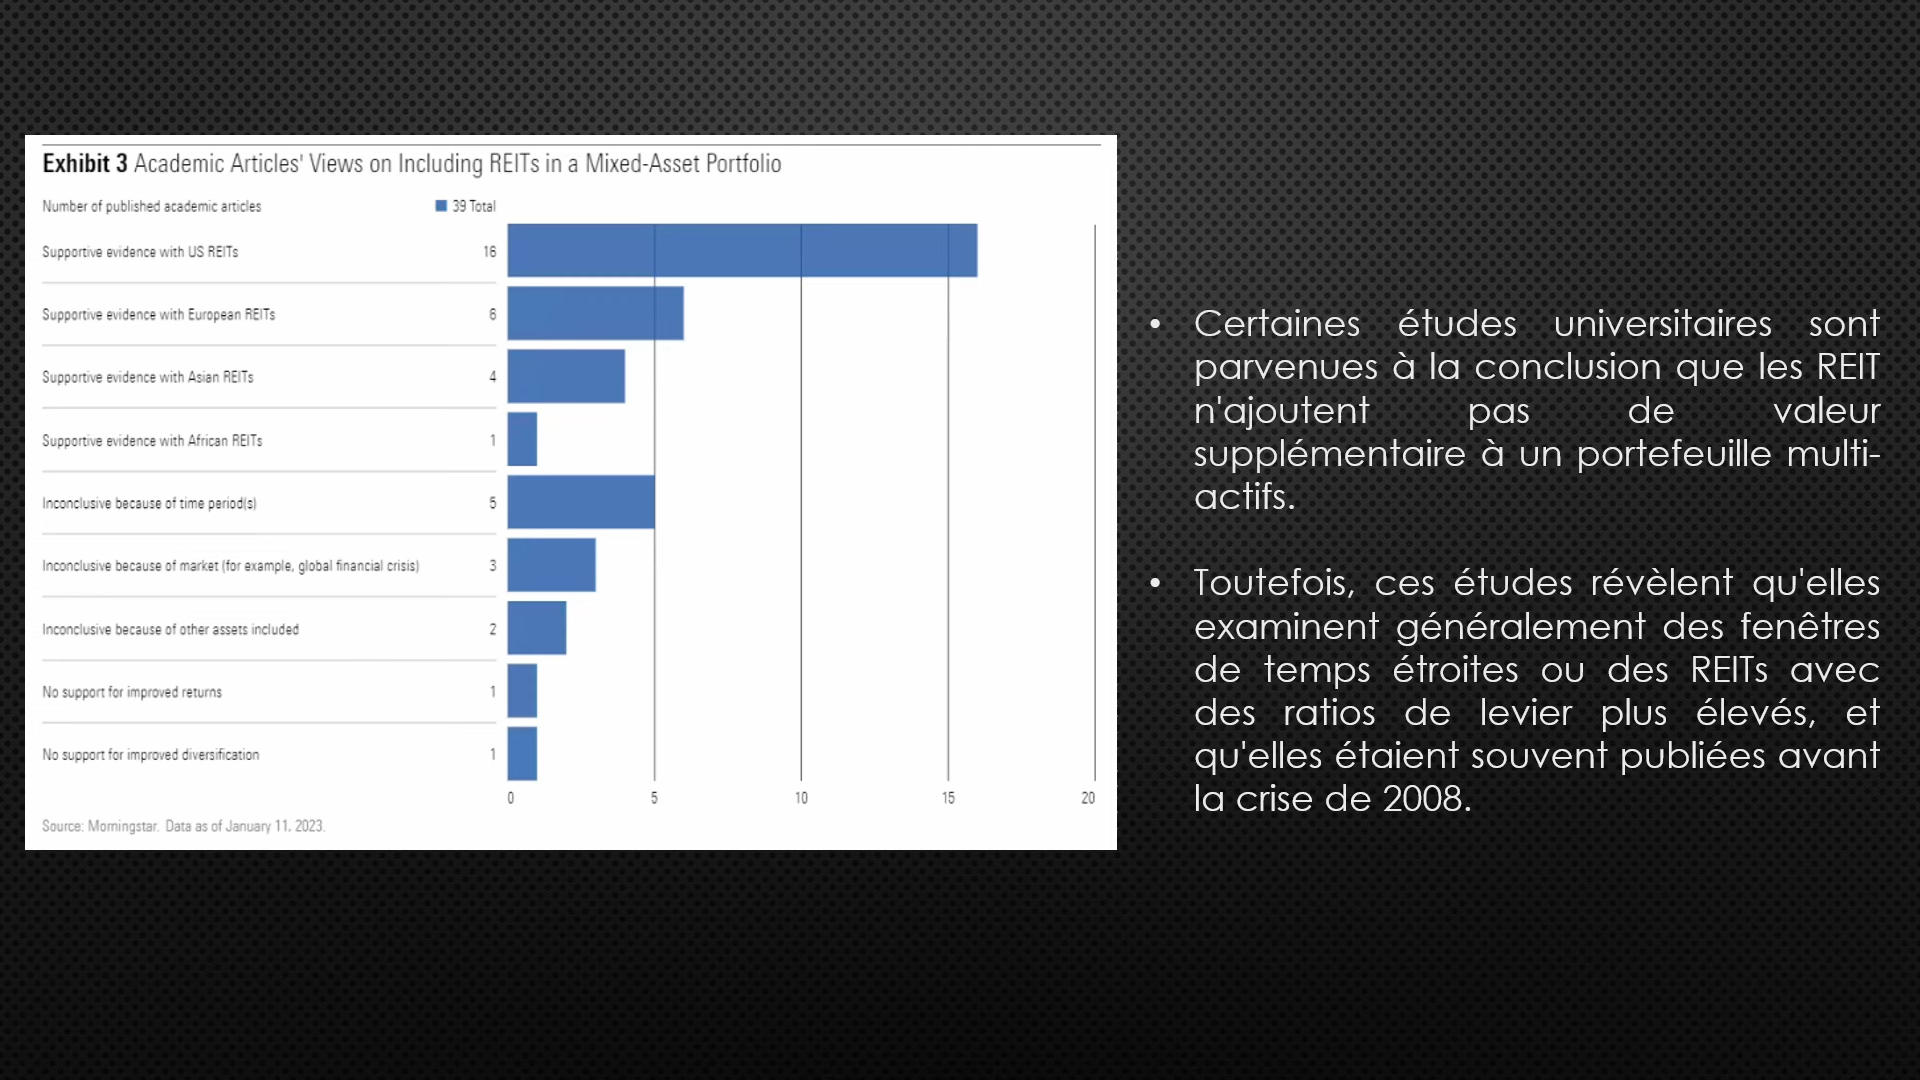 Exhibit 3 Academic Articles' Views on Including REITs in a Mixed-Asset Portfolio
Number of published academic articles 39 Total
Supportive evidence with US REITs 16
Supportive evidence with European REITs 6
Supportive evidence with Asian REITs 4
Supportive evidence with African REITs 1
Inconclusive because of time period(s) 5
Inconclusive because of market (for example, global financial crisis) 3
Inconclusive because of other assets included 2
No support for improved returns 1
No support for improved diversification 1
0 5 10 15 20
Source: Morningstar. Data as of January 11, 2023.
• Certaines études universitaires sont
parvenues à la conclusion que les REIT
n'ajoutent pas de valeur
supplémentaire à un portefeuille multi-
actifs.
• Toutefois, ces études révèlent qu'elles
examinent généralement des fenêtres
de temps étroites ou des REITs avec
des ratios de levier plus élevés, et
qu'elles étaient souvent publiées avant
la crise de 2008.